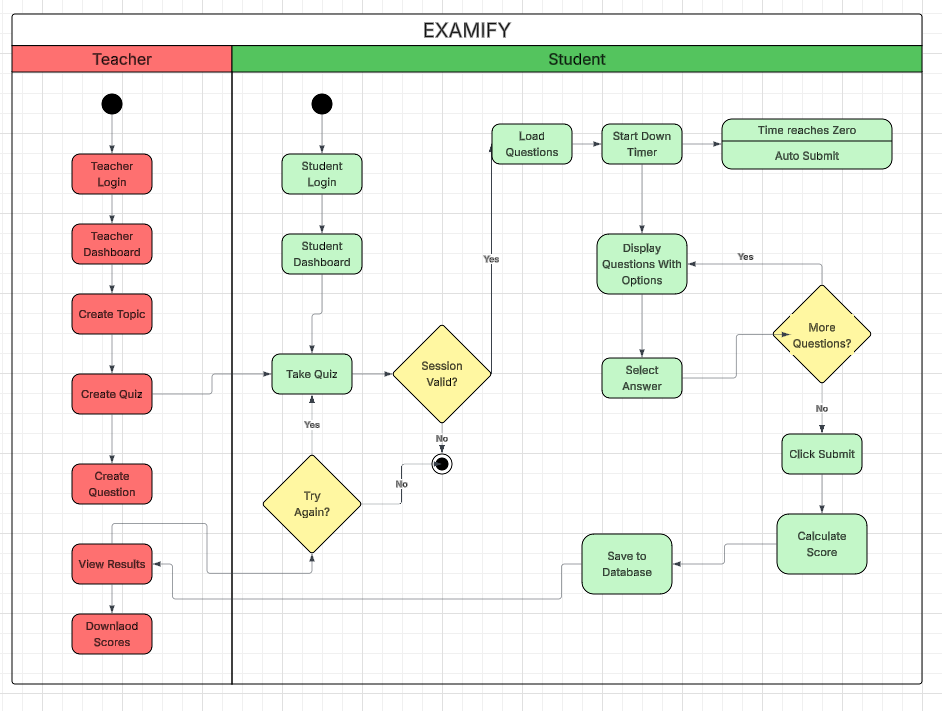 EXAMIFY
Teacher
Student
Teacher
Login
Teacher
Dashboard
Create Topic
Create Quiz
Create
Question
View Results
Downlaod
Scores
Student
Login
Student
Dashboard
Take Quiz
Yes
Try
Again?
No
Session
Valid?
No
Yes
Load
Questions
Start Down
Timer
Time reaches Zero
Auto Submit
Display
Questions With
Options
Yes
Select
Answer
More
Questions?
No
Click Submit
Calculate
Score
Save to
Database